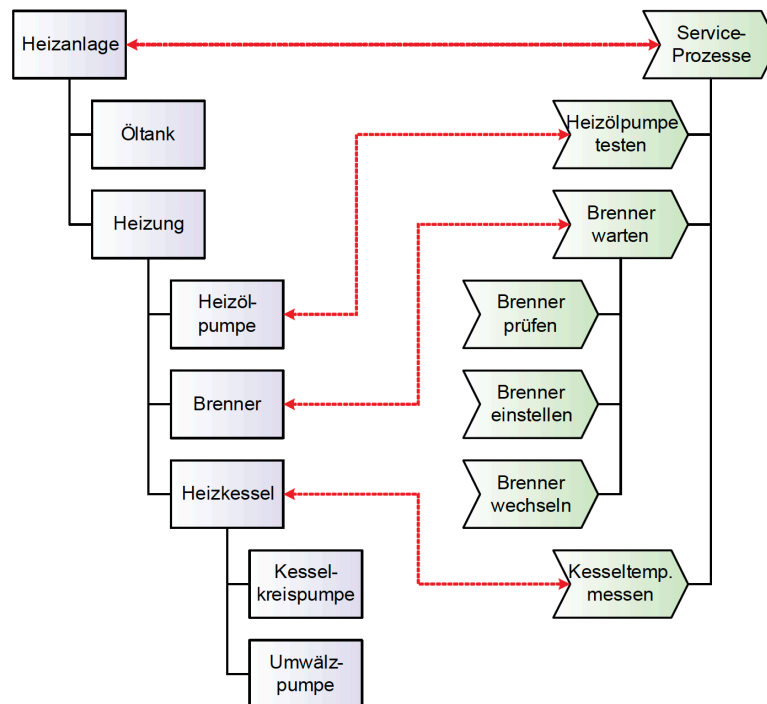 Heizanlage
Service-
Prozesse
Öltank
Heizölpumpe
testen
Heizung
Brenner
warten
Heizöl-
pumpe
Brenner
prüfen
Brenner
Brenner
einstellen
Heizkessel
Brenner
wechseln
Kessel-
kreispumpe
Kesseltemp.
messen
Umwälz-
pumpe